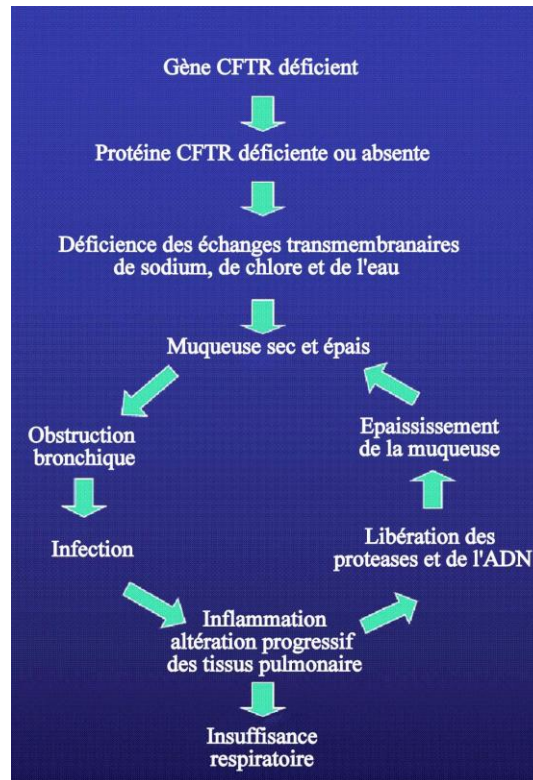 Gène CFTR déficient
Protéine CFTR déficiente ou absente
Déficience des échanges transmembranaires
de sodium, de chlore et de l'eau
Muqueuse sec et épais
Obstruction
bronchique
Infection
Inflammation
altération progressif
des tissus pulmonaire
Libération des
proteases et de l'ADN
Epaississement
de la muqueuse
Insuffisance
respiratoire